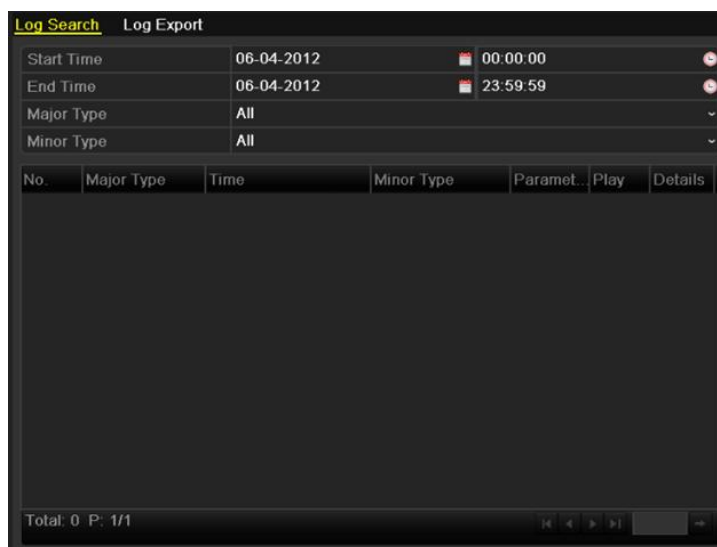 Log Search Log Export
Start Time 06-04-2012 00:00:00
End Time 06-04-2012 23:59:59
Major Type All
Minor Type All
No. Major Type Time Minor Type Paramet... Play Details
Total: 0 P: 1/1